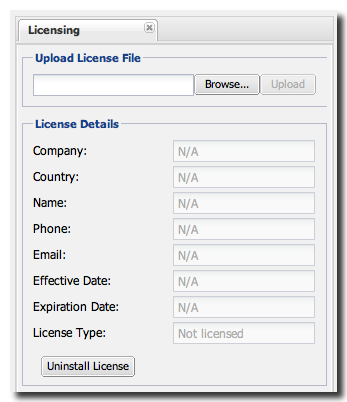 Licensing
Upload License File
Browse... Upload
License Details
Company: N/A
Country: N/A
Name: N/A
Phone: N/A
Email: N/A
Effective Date: N/A
Expiration Date: N/A
License Type: Not licensed
Uninstall License